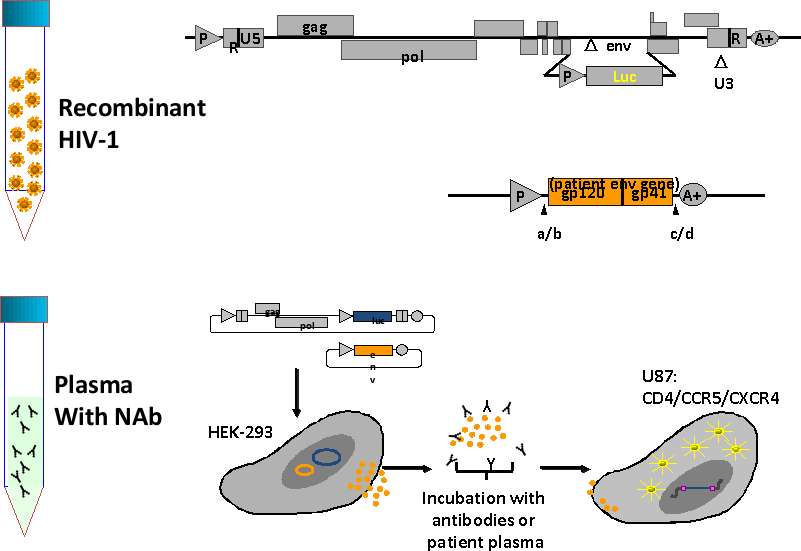 gag
P
R
U5
pol
Δ env
R
A+
P
Luc
Δ
U3
Recombinant
HIV-1
(patient env gene)
P
gp120
gp41
A+
a/b
c/d
gag
pol
luc
e
n
v
Plasma
With NAb
HEK-293
U87:
CD4/CCR5/CXCR4
Incubation with
antibodies or
patient plasma